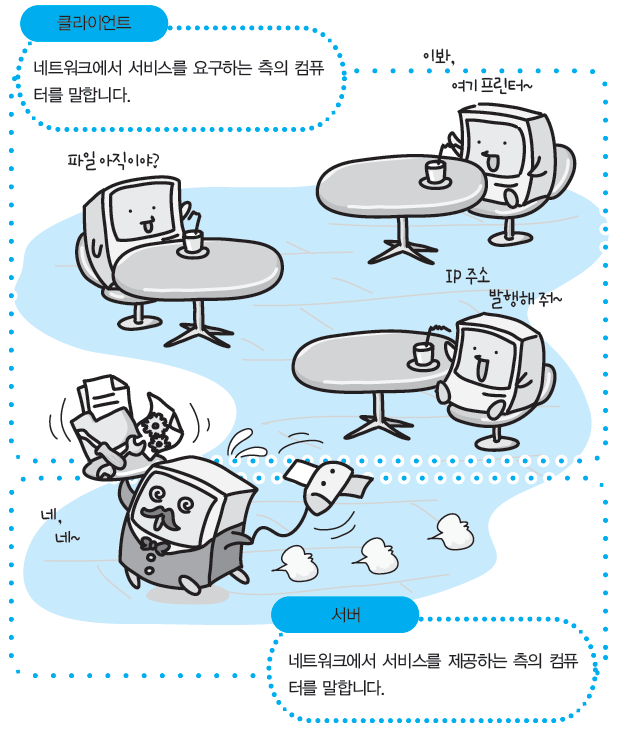 클라이언트
네트워크에서 서비스를 요구하는 측의 컴퓨
터를 말합니다.
이봐,
여기 프린터~
파일 아직이야?
IP 주소
발행해 줘~
네,
네~
서버
네트워크에서 서비스를 제공하는 측의 컴퓨
터를 말합니다.